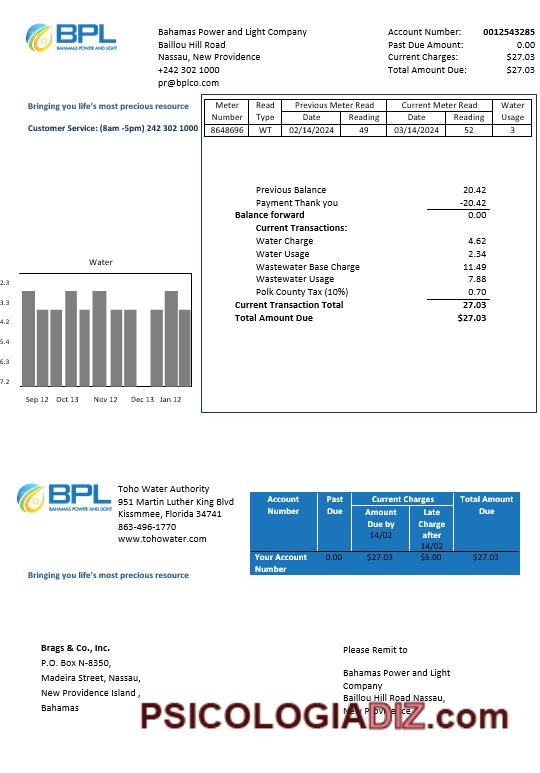 BPL
BAHAMAS POWER AND LIGHT
Bahamas Power and Light Company
Baillou Hill Road
Nassau, New Providence
+242 302 1000
pr@bplco.com
Account Number: 0012543285
Past Due Amount: 0.00
Current Charges: $27.03
Total Amount Due: $27.03
Bringing you life's most precious resource
Customer Service: (8am -5pm) 242 302 1000
Meter Number Read Type Previous Meter Read Current Meter Read Water Usage
Date Reading Date Reading
8648696 WT 02/14/2024 49 03/14/2024 52 3
Previous Balance 20.42
Payment Thank you -20.42
Balance forward 0.00
Current Transactions:
Water Charge 4.62
Water Usage 2.34
Wastewater Base Charge 11.49
Wastewater Usage 7.88
Polk County Tax (10%) 0.70
Current Transaction Total 27.03
Total Amount Due $27.03
Water
2.3
3.3
4.2
5.4
6.3
7.2
Sep 12 Oct 13 Nov 12 Dec 13 Jan 12
BPL
BAHAMAS POWER AND LIGHT
Toho Water Authority
951 Martin Luther King Blvd
Kissmmee, Florida 34741
863-496-1770
www.tohowater.com
Bringing you life's most precious resource
Account Number Past Due Current Charges Total Amount Due
Amount Due by 14/02 Late Charge after 14/02
Your Account Number 0.00 $27.03 $5.00 $27.03
Brags & Co., Inc.
P.O. Box N-8350,
Madeira Street, Nassau,
New Providence Island ,
Bahamas
Please Remit to
Bahamas Power and Light
Company
Baillou Hill Road Nassau,
New Providence
PSICOLOGIADIZ.com